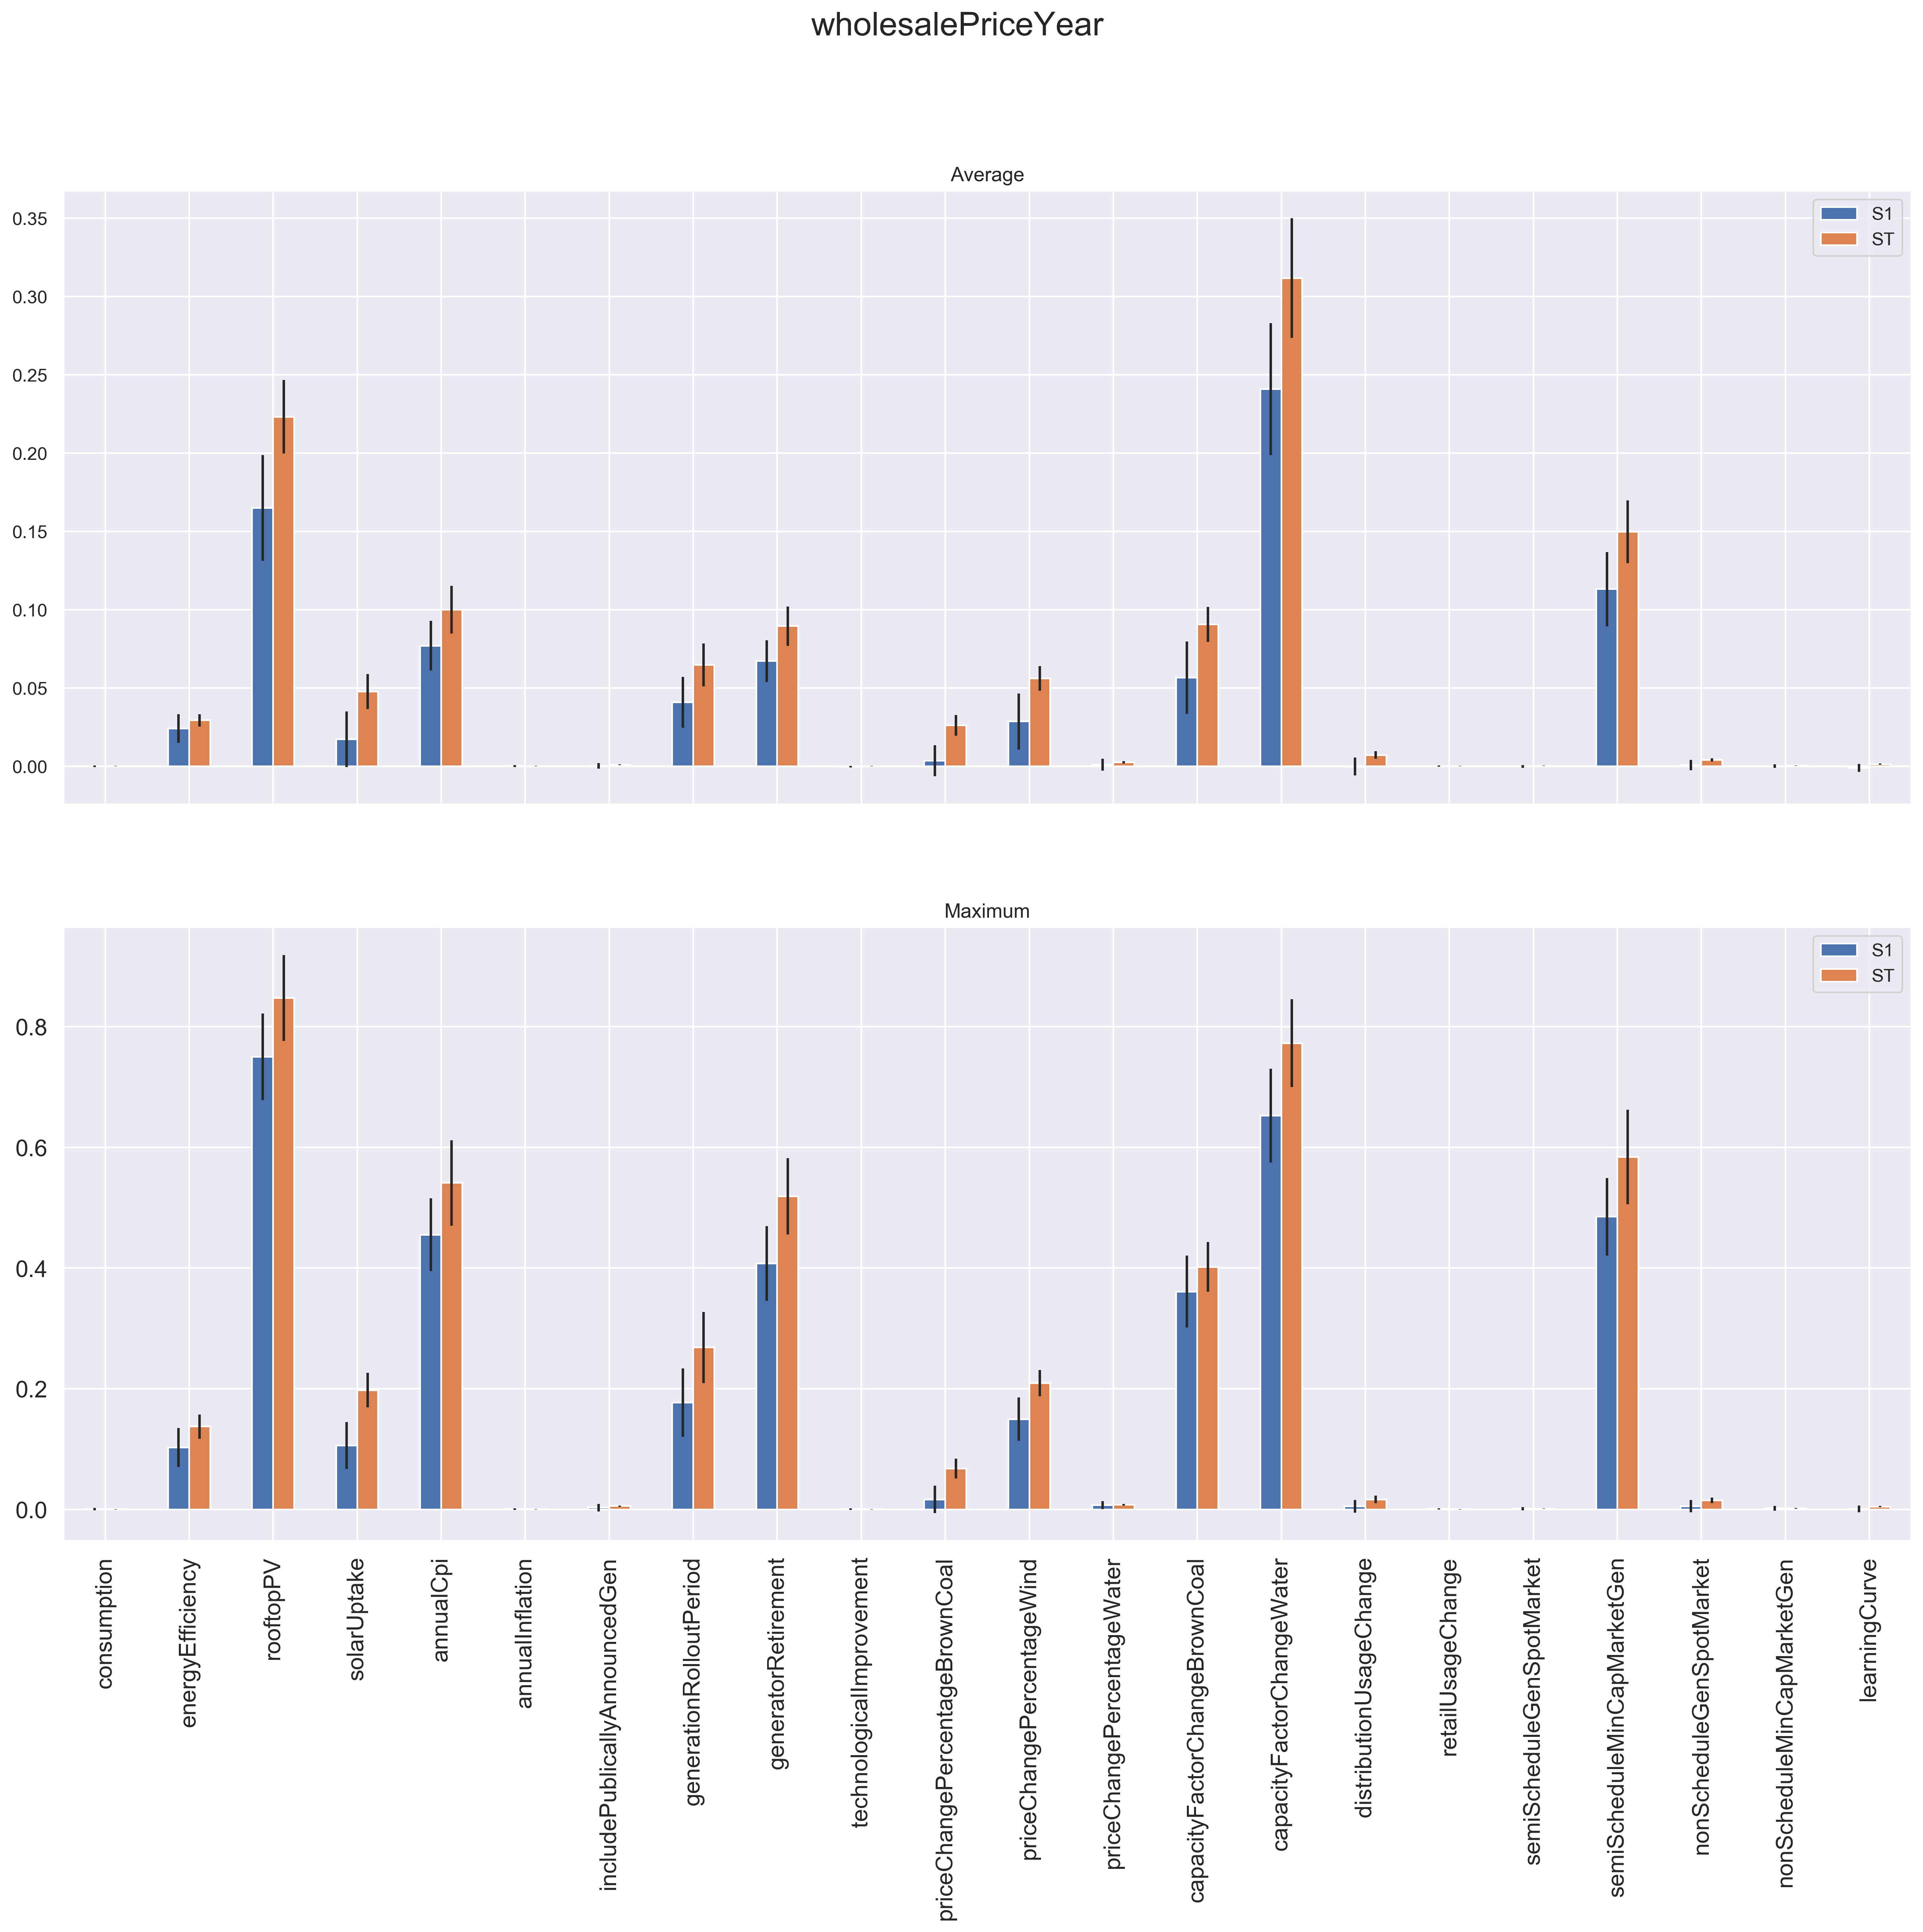 wholesalePriceYear
Average
0.35
0.30
0.25
0.20
0.15
0.10
0.05
0.00
S1
ST
Maximum
0.8
0.6
0.4
0.2
0.0
S1
ST
consumption
energyEfficiency
rooftopPV
solarUptake
annualCpi
annualInflation
includePublicallyAnnouncedGen
generationRolloutPeriod
generatorRetirement
technologicalImprovement
priceChangePercentageBrownCoal
priceChangePercentageWind
priceChangePercentageWater
capacityFactorChangeBrownCoal
capacityFactorChangeWater
distributionUsageChange
retailUsageChange
semiScheduleGenSpotMarket
semiScheduleMinCapMarketGen
nonScheduleGenSpotMarket
nonScheduleMinCapMarketGen
learningCurve